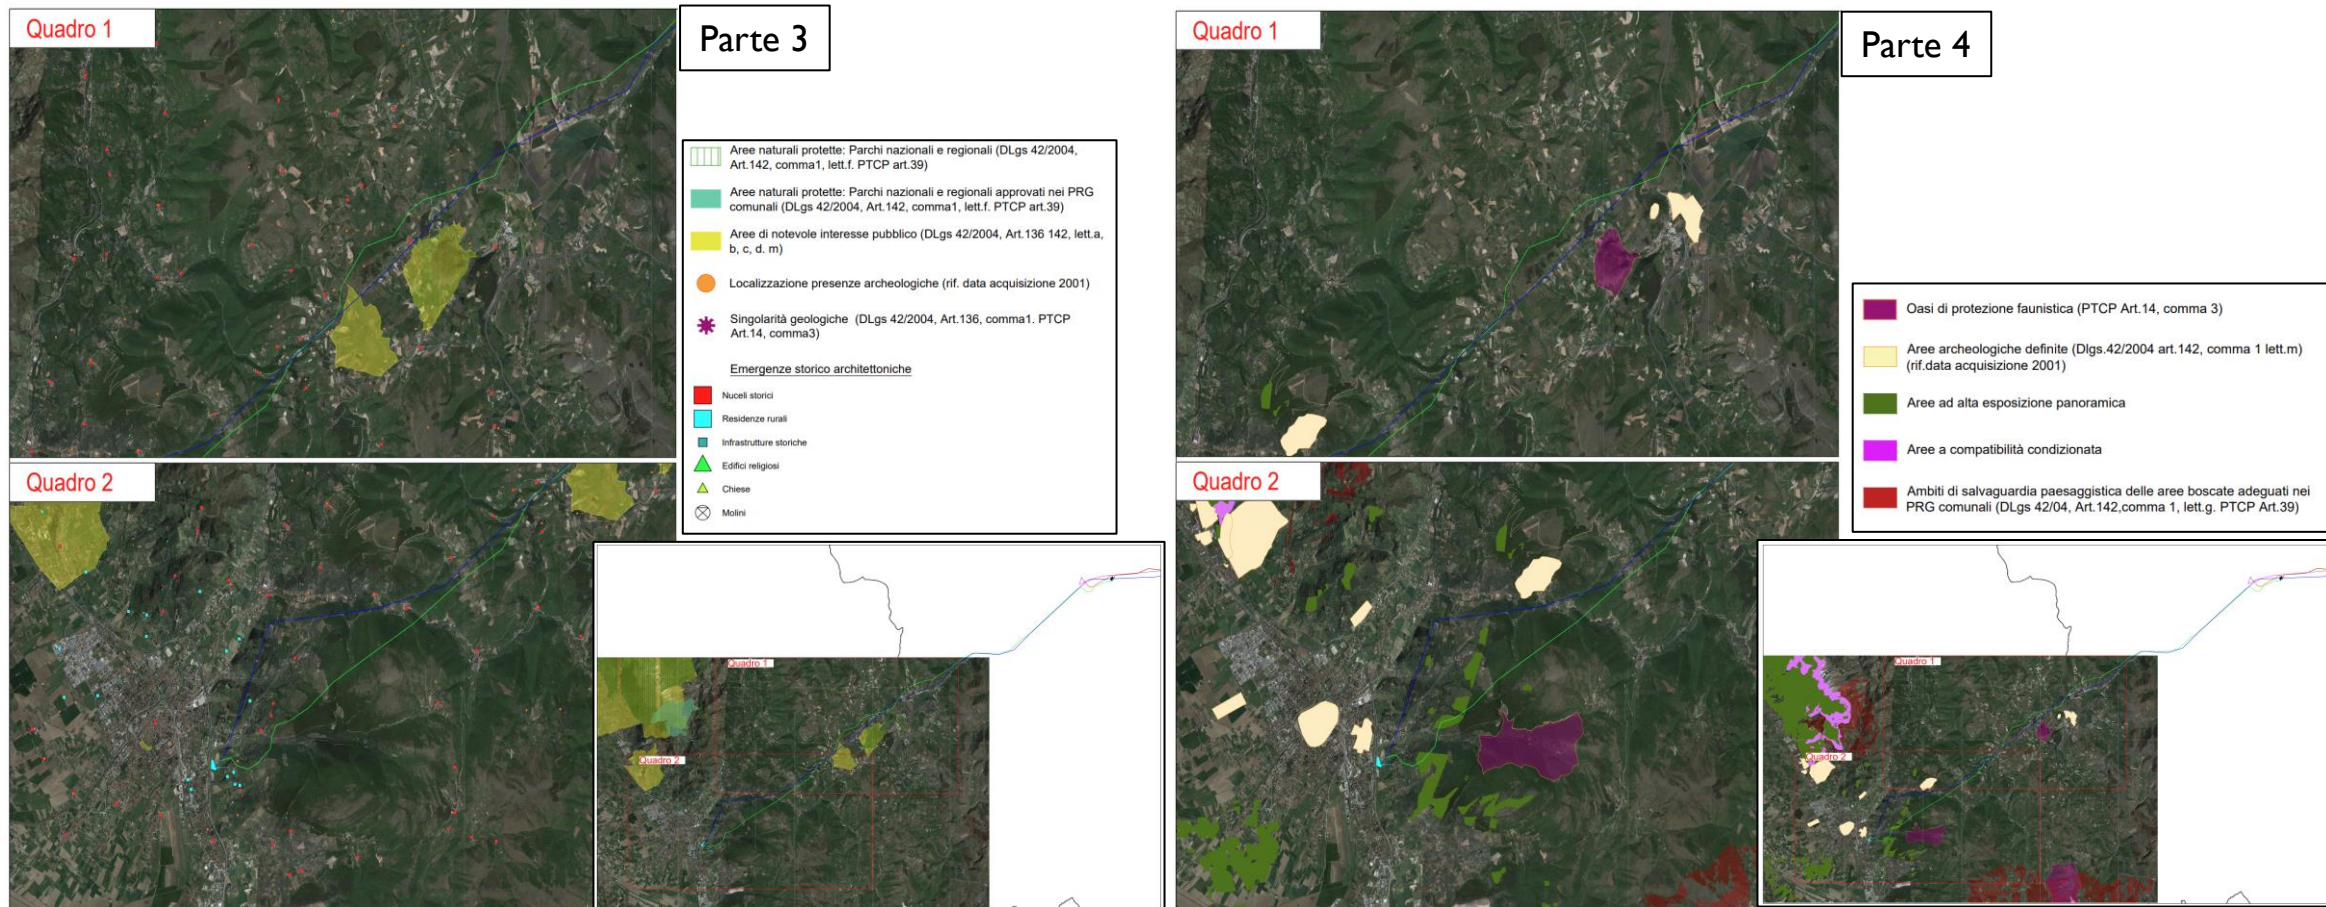 Quadro 1
Parte 3
Aree naturali protette: Parchi nazionali e regionali (DLgs 42/2004,
Art.142, comma1, lett.f. PTCP art.39)
Aree naturali protette: Parchi nazionali e regionali approvati nei PRG
comunali (DLgs 42/2004, Art.142, comma1, lett.f. PTCP art.39)
Aree di notevole interesse pubblico (DLgs 42/2004, Art.136 142, lett.a,
b, c, d. m)
Localizzazione presenze archeologiche (rif. data acquisizione 2001)
Singolarità geologiche (DLgs 42/2004, Art.136, comma1. PTCP
Art.14, comma3)
Emergenze storico architettoniche
Nuceli storici
Residenze rurali
Infrastrutture storiche
Edifici religiosi
Chiese
Molini
Quadro 2
Quadro 1
Quadro 2
Quadro 1
Parte 4
Oasi di protezione faunistica (PTCP Art.14, comma 3)
Aree archeologiche definite (Dlgs.42/2004 art.142, comma 1 lett.m)
(rif.data acquisizione 2001)
Aree ad alta esposizione panoramica
Aree a compatibilità condizionata
Ambiti di salvaguardia paesaggistica delle aree boscate adeguati nei
PRG comunali (DLgs 42/04, Art.142,comma 1, lett.g. PTCP Art.39)
Quadro 2
Quadro 1
Quadro 2